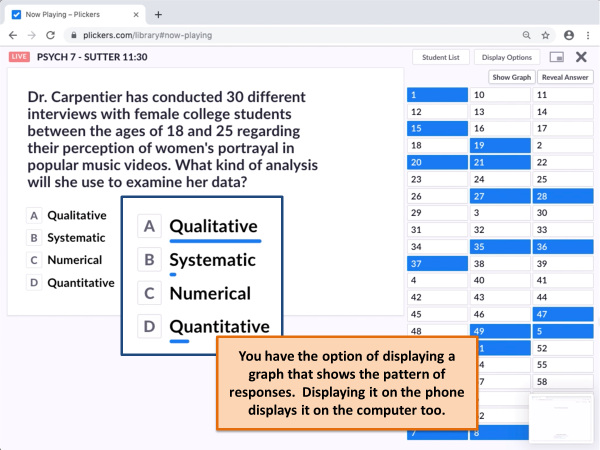 Now Playing – Plickers
plickers.com/library#now-playing
LIVE PSYCH 7 - SUTTER 11:30
Student List
Display Options
Show Graph
Reveal Answer
Dr. Carpentier has conducted 30 different
interviews with female college students
between the ages of 18 and 25 regarding
their perception of women's portrayal in
popular music videos. What kind of analysis
will she use to examine her data?
A Qualitative
B Systematic
C Numerical
D Quantitative
A Qualitative
B Systematic
C Numerical
D Quantitative
You have the option of displaying a
graph that shows the pattern of
responses. Displaying it on the phone
displays it on the computer too.
1 10 11
12 13 14
15 16 17
18 19 2
20 21 22
23 24 25
26 27 28
29 3 30
31 32 33
34 35 36
37 38 39
4 40 41
42 43 44
45 46 47
48 49 5
1 52
4 55
7 58
2
7 8